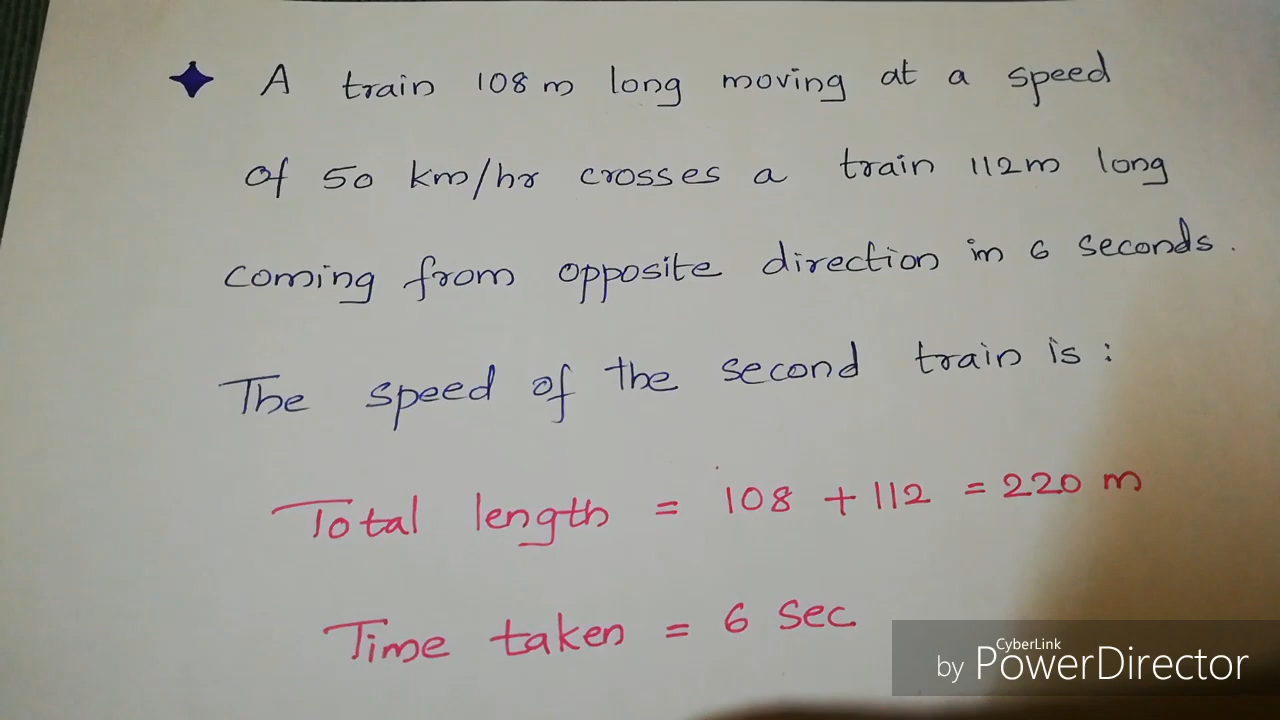 A train 108 m long moving at a speed
of 50 km/hr crosses a train 112m long
coming from opposite direction in 6 seconds.
The speed of the second train is :
Total length = 108 + 112 = 220 m
Time taken = 6 sec
CyberLink
by PowerDirector